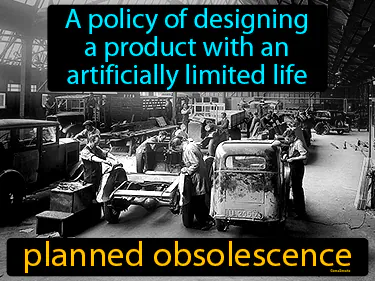 A policy of designing
a product with an
artificially limited life
planned obsolescence